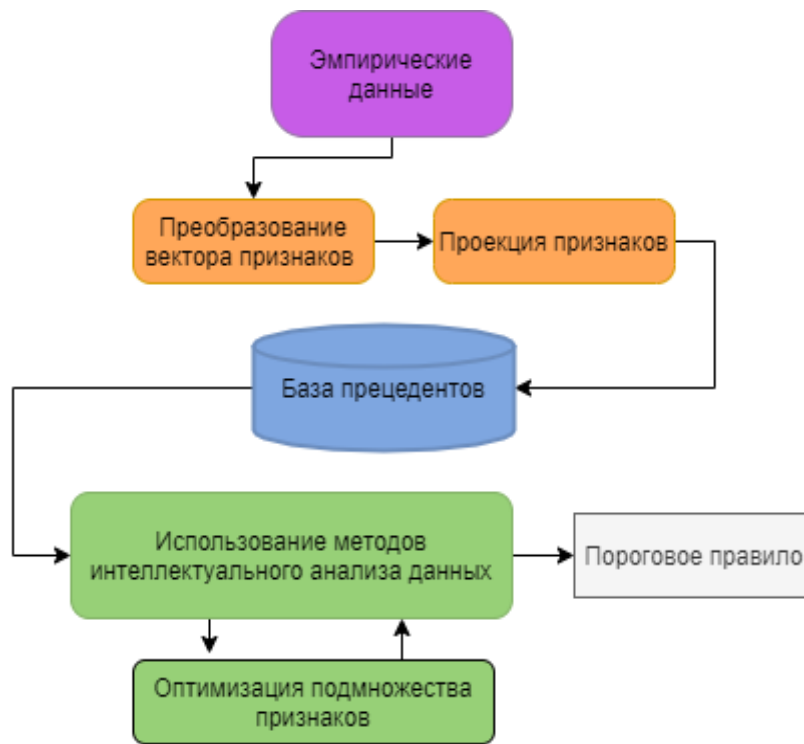 Эмпирические
данные
Преобразование
вектора признаков
Проекция признаков
База прецедентов
Использование методов
интеллектуального анализа данных
Пороговое правило
Оптимизация подмножества
признаков